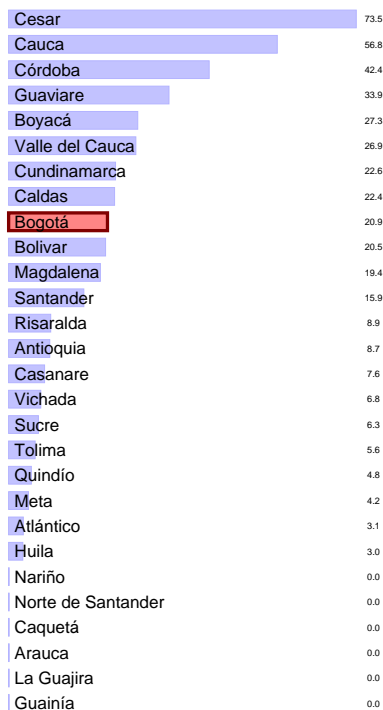 Cesar 73.5
Cauca 56.8
Córdoba 42.4
Guaviare 33.9
Boyacá 27.3
Valle del Cauca 26.9
Cundinamarca 22.6
Caldas 22.4
Bogotá 20.9
Bolivar 20.5
Magdalena 19.4
Santander 15.9
Risaralda 8.9
Antioquia 8.7
Casanare 7.6
Vichada 6.8
Sucre 6.3
Tolima 5.6
Quindío 4.8
Meta 4.2
Atlántico 3.1
Huila 3.0
Nariño 0.0
Norte de Santander 0.0
Caquetá 0.0
Arauca 0.0
La Guajira 0.0
Guainía 0.0